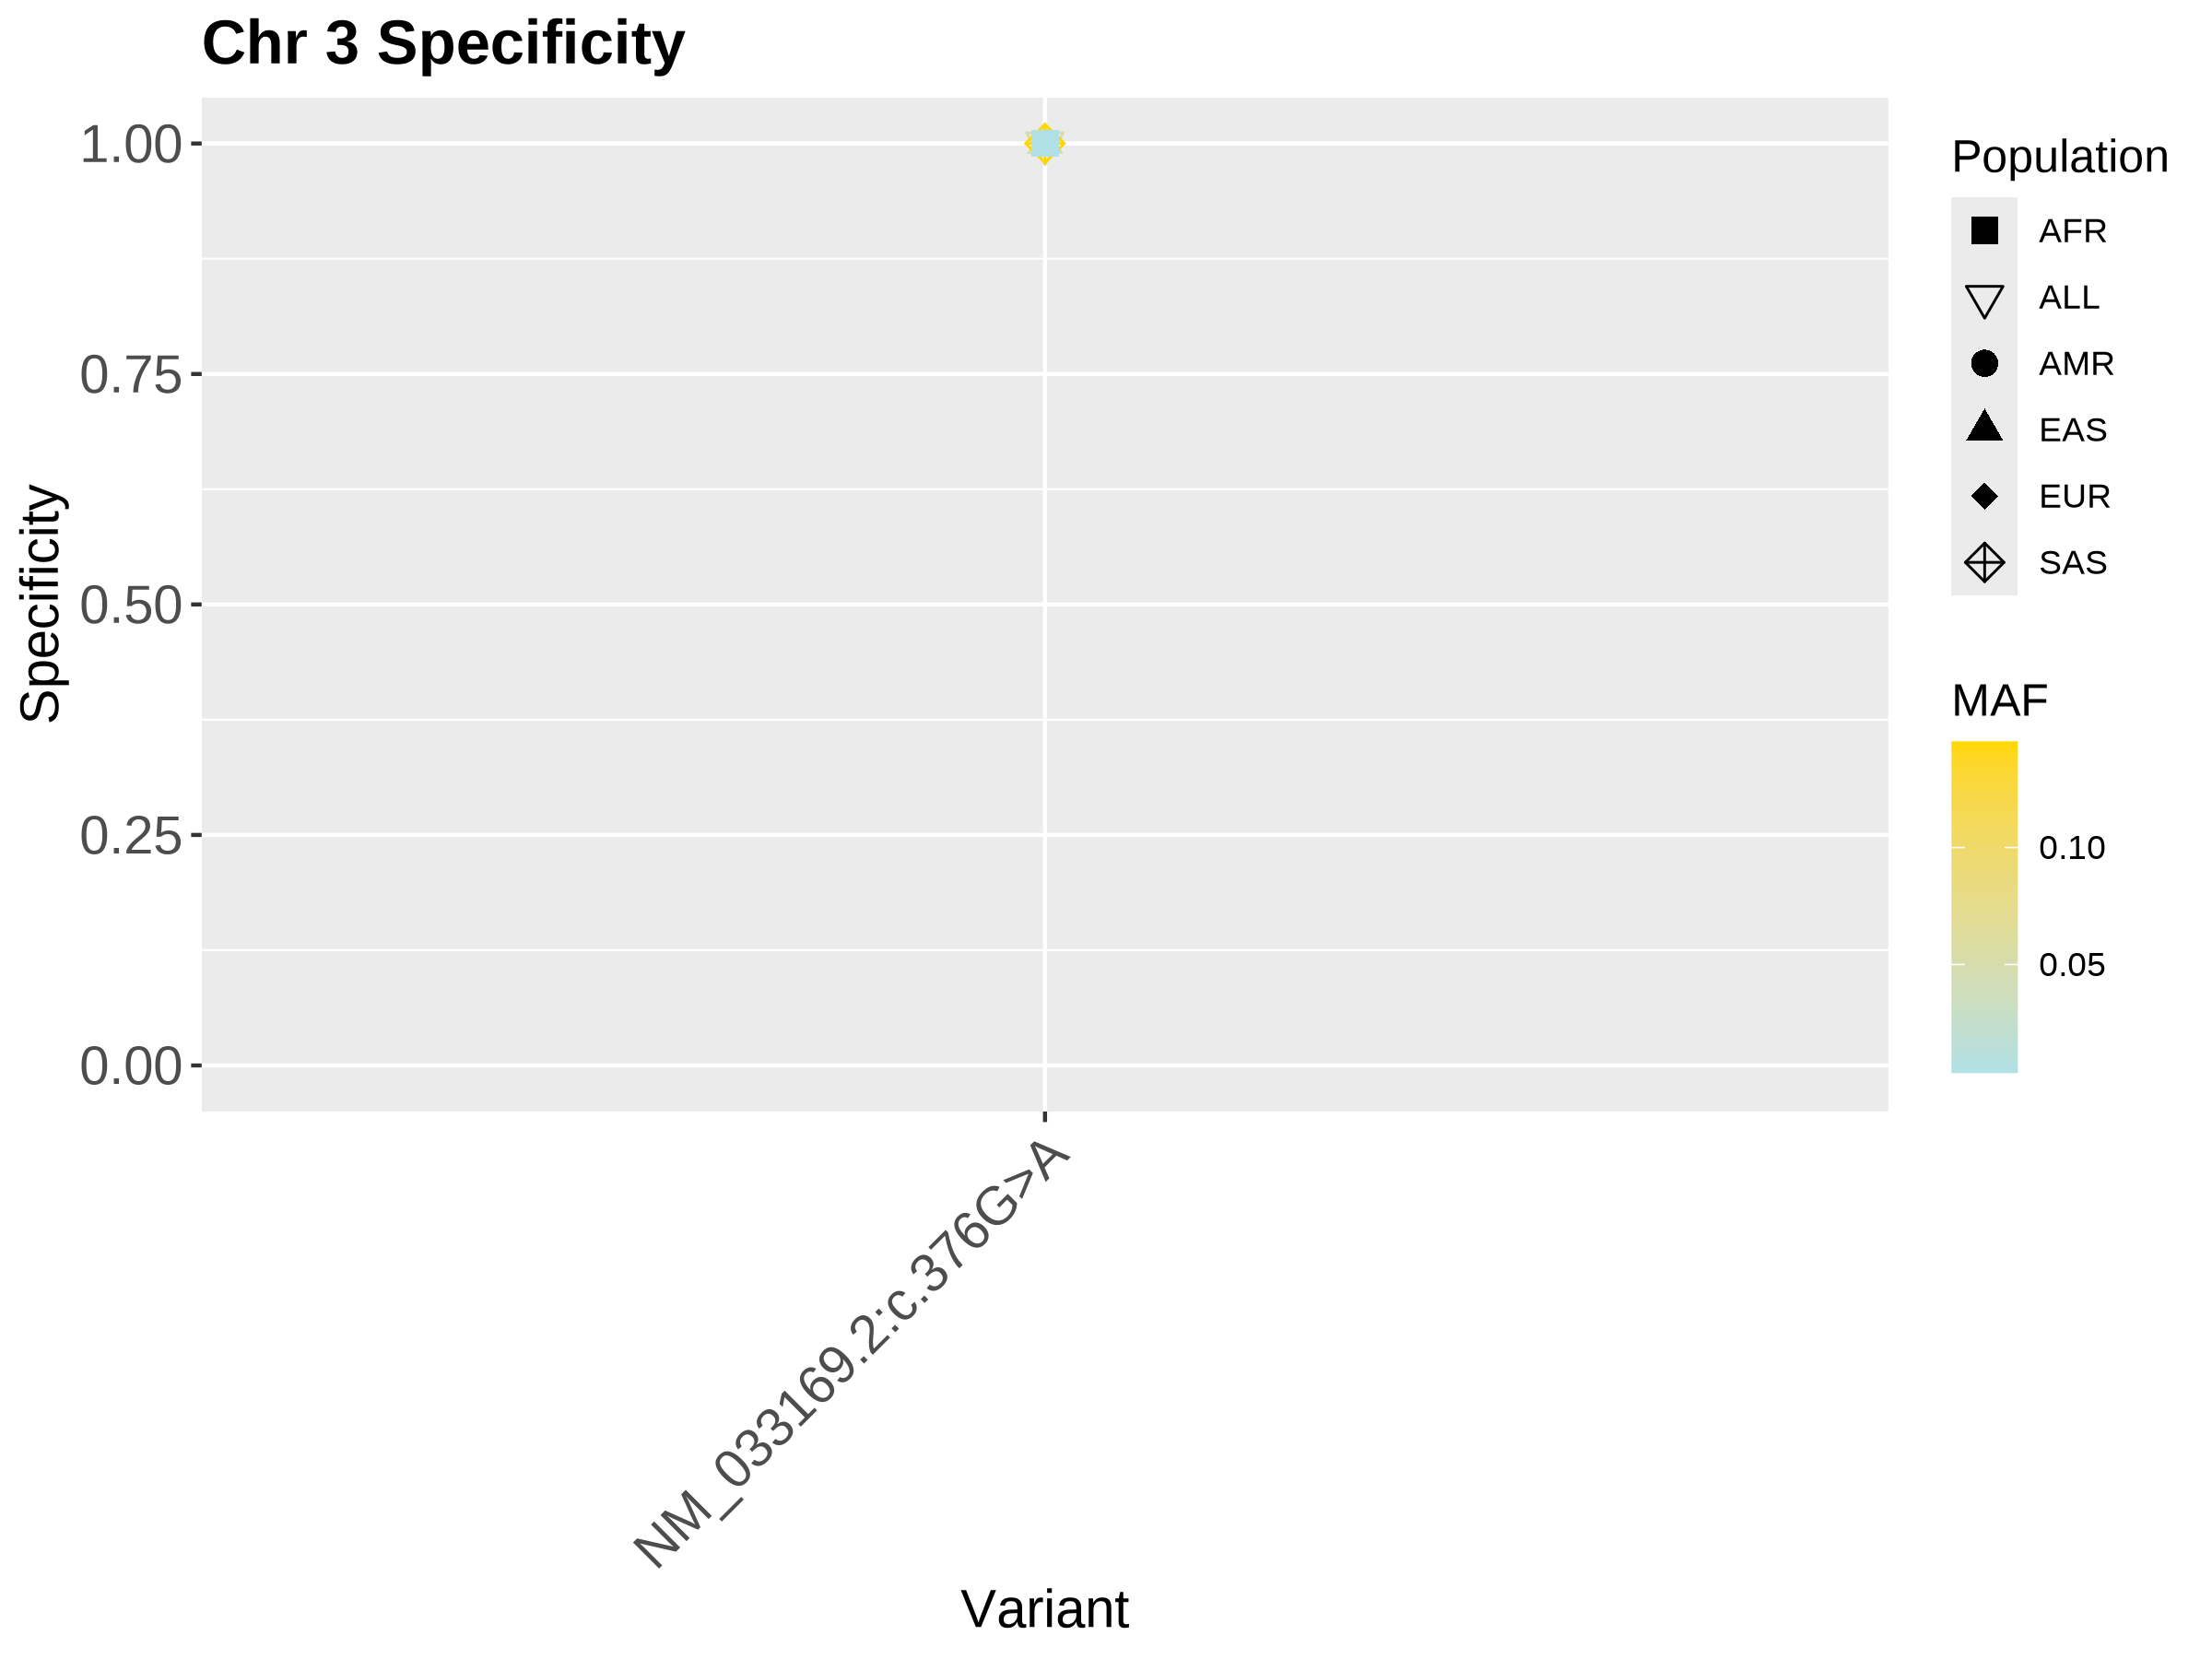 Chr 3 Specificity
Specificity
1.00
0.75
0.50
0.25
0.00
NM_033169.2:c.376G>A
Variant
Population
AFR
ALL
AMR
EAS
EUR
SAS
MAF
0.10
0.05